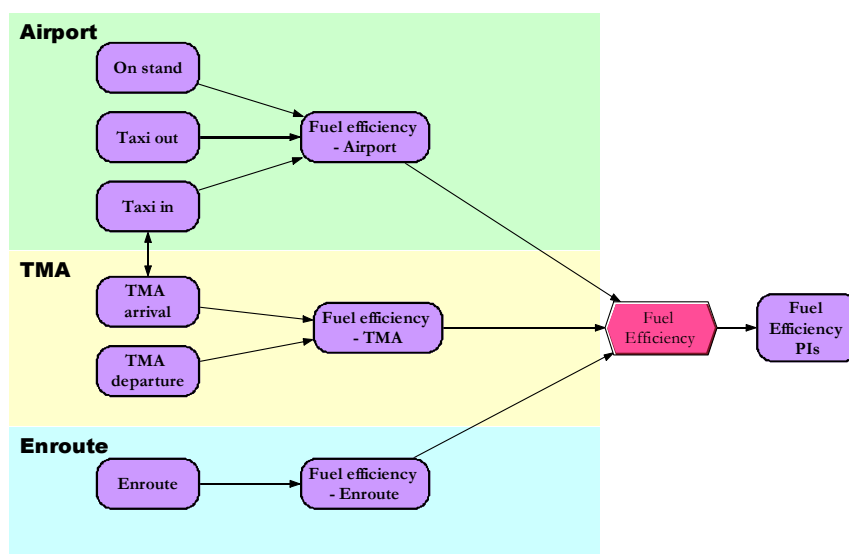 Airport
On stand
Taxi out
Taxi in
Fuel efficiency
- Airport
TMA
TMA
arrival
TMA
departure
Fuel efficiency
- TMA
Fuel
Efficiency
Fuel
Efficiency
PIs
Enroute
Enroute
Fuel efficiency
- Enroute